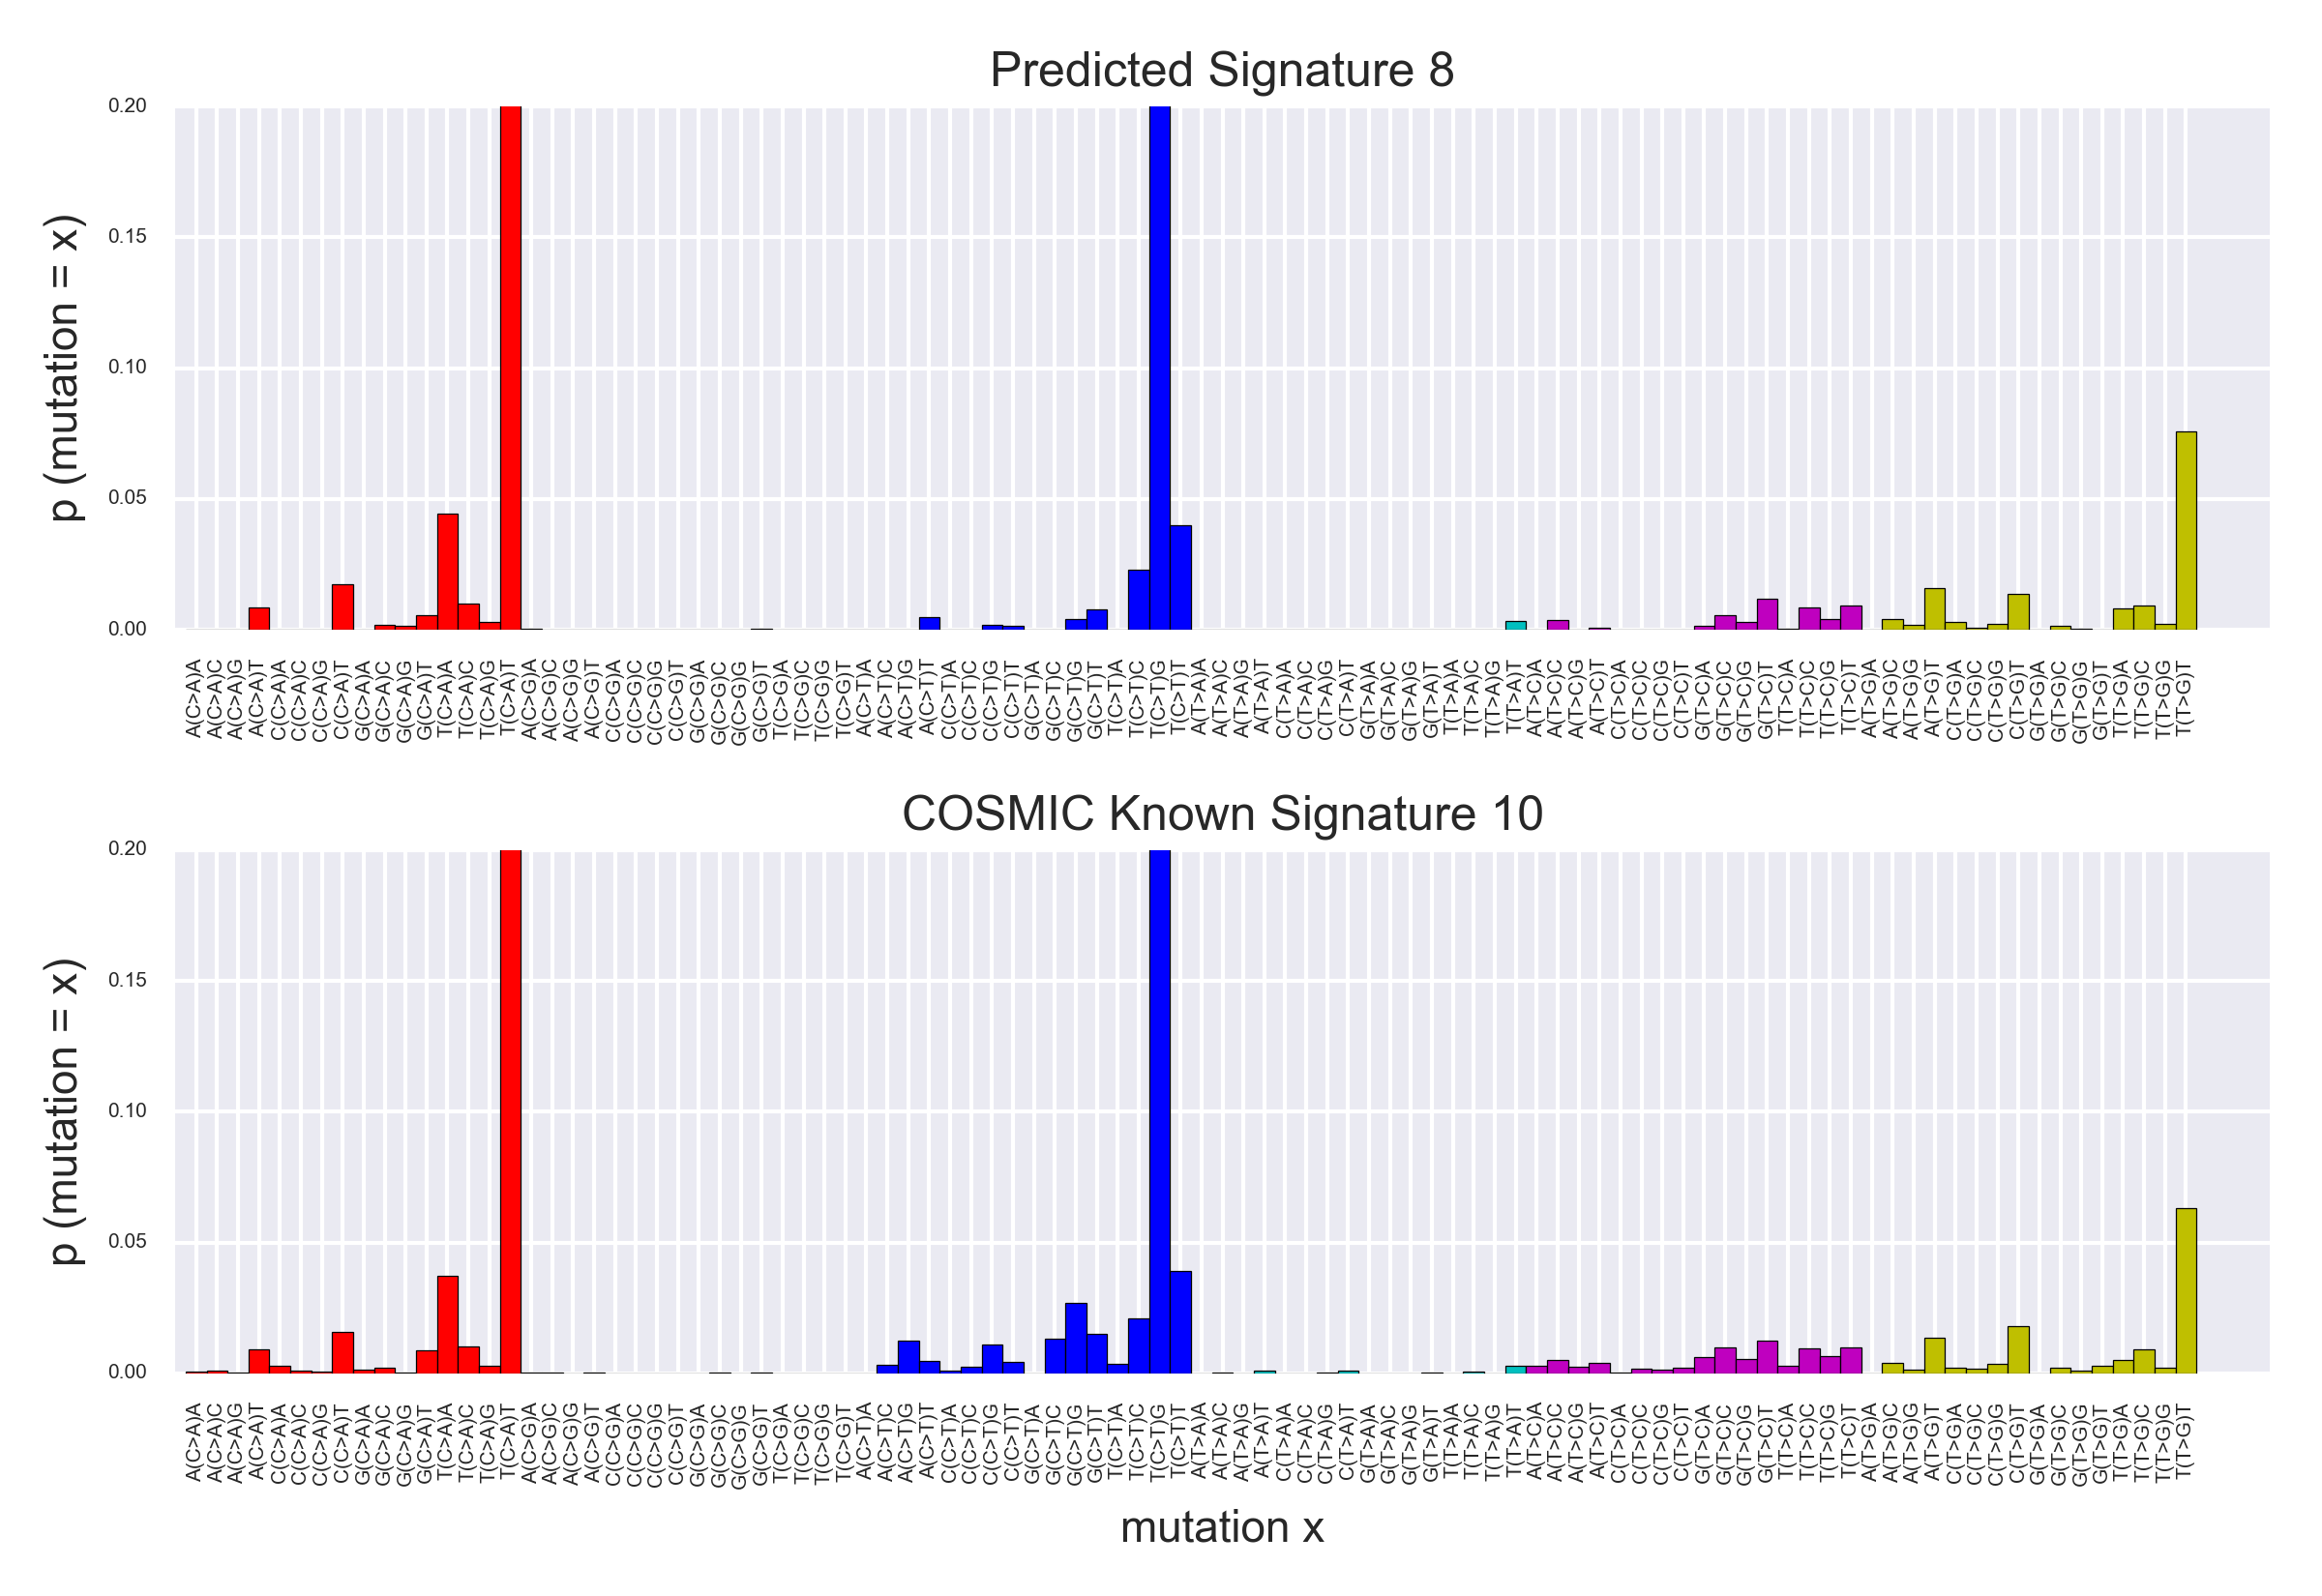 Predicted Signature 8
p (mutation = x)
0.20
0.15
0.10
0.05
0.00
A(C>A)A A(C>A)C A(C>A)G A(C>A)T C(C>A)A C(C>A)C C(C>A)G C(C>A)T G(C>A)A G(C>A)C G(C>A)G G(C>A)T T(C>A)A T(C>A)C T(C>A)G T(C>A)T A(C>G)A A(C>G)C A(C>G)G A(C>G)T C(C>G)A C(C>G)C C(C>G)G C(C>G)T G(C>G)A G(C>G)C G(C>G)G G(C>G)T T(C>G)A T(C>G)C T(C>G)G T(C>G)T A(C>T)A A(C>T)C A(C>T)G A(C>T)T C(C>T)A C(C>T)C C(C>T)G C(C>T)T G(C>T)A G(C>T)C G(C>T)G G(C>T)T T(C>T)A T(C>T)C T(C>T)G T(C>T)T A(T>A)A A(T>A)C A(T>A)G A(T>A)T C(T>A)A C(T>A)C C(T>A)G C(T>A)T G(T>A)A G(T>A)C G(T>A)G G(T>A)T T(T>A)A T(T>A)C T(T>A)G T(T>A)T A(T>C)A A(T>C)C A(T>C)G A(T>C)T C(T>C)A C(T>C)C C(T>C)G C(T>C)T G(T>C)A G(T>C)C G(T>C)G G(T>C)T T(T>C)A T(T>C)C T(T>C)G T(T>C)T A(T>G)A A(T>G)C A(T>G)G A(T>G)T C(T>G)A C(T>G)C C(T>G)G C(T>G)T G(T>G)A G(T>G)C G(T>G)G G(T>G)T T(T>G)A T(T>G)C T(T>G)G T(T>G)T
COSMIC Known Signature 10
p (mutation = x)
0.20
0.15
0.10
0.05
0.00
A(C>A)A A(C>A)C A(C>A)G A(C>A)T C(C>A)A C(C>A)C C(C>A)G C(C>A)T G(C>A)A G(C>A)C G(C>A)G G(C>A)T T(C>A)A T(C>A)C T(C>A)G T(C>A)T A(C>G)A A(C>G)C A(C>G)G A(C>G)T C(C>G)A C(C>G)C C(C>G)G C(C>G)T G(C>G)A G(C>G)C G(C>G)G G(C>G)T T(C>G)A T(C>G)C T(C>G)G T(C>G)T A(C>T)A A(C>T)C A(C>T)G A(C>T)T C(C>T)A C(C>T)C C(C>T)G C(C>T)T G(C>T)A G(C>T)C G(C>T)G G(C>T)T T(C>T)A T(C>T)C T(C>T)G T(C>T)T A(T>A)A A(T>A)C A(T>A)G A(T>A)T C(T>A)A C(T>A)C C(T>A)G C(T>A)T G(T>A)A G(T>A)C G(T>A)G G(T>A)T T(T>A)A T(T>A)C T(T>A)G T(T>A)T A(T>C)A A(T>C)C A(T>C)G A(T>C)T C(T>C)A C(T>C)C C(T>C)G C(T>C)T G(T>C)A G(T>C)C G(T>C)G G(T>C)T T(T>C)A T(T>C)C T(T>C)G T(T>C)T A(T>G)A A(T>G)C A(T>G)G A(T>G)T C(T>G)A C(T>G)C C(T>G)G C(T>G)T G(T>G)A G(T>G)C G(T>G)G G(T>G)T T(T>G)A T(T>G)C T(T>G)G T(T>G)T
mutation x